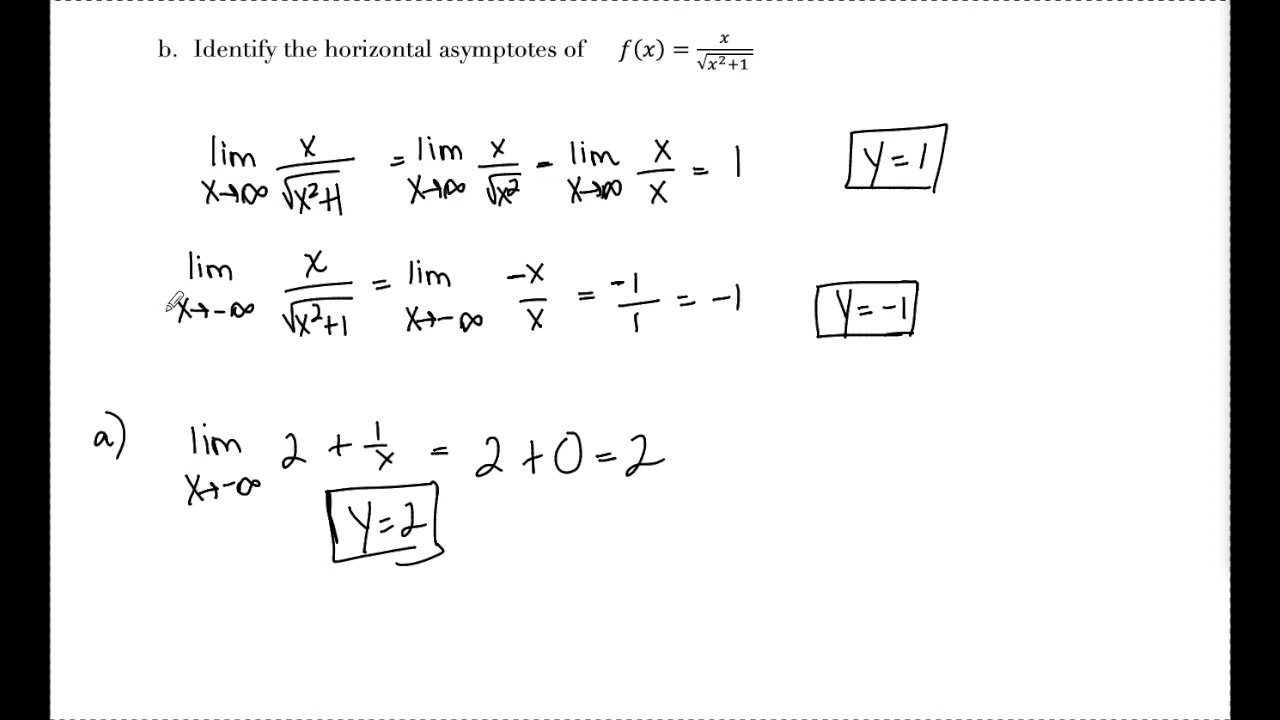 b. Identify the horizontal asymptotes of f(x) = x/√(x²+1)
lim x→∞ x/√(x²+1) = lim x→∞ x/√x² - lim x→∞ x/x = 1 y=1
lim x→-∞ x/√(x²+1) = lim x→-∞ -x/x = -1/1 = -1 y=-1
a) lim x→-∞ 2 + 1/x = 2+0=2
y=2